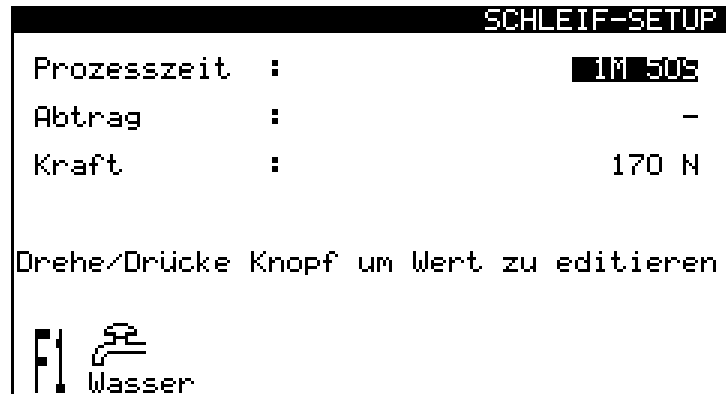 SCHLEIF-SETUP
Prozesszeit : 1M 50s
Abtrag : -
Kraft : 170 N
Drehe/Drücke Knopf um Wert zu editieren
F1
Wasser